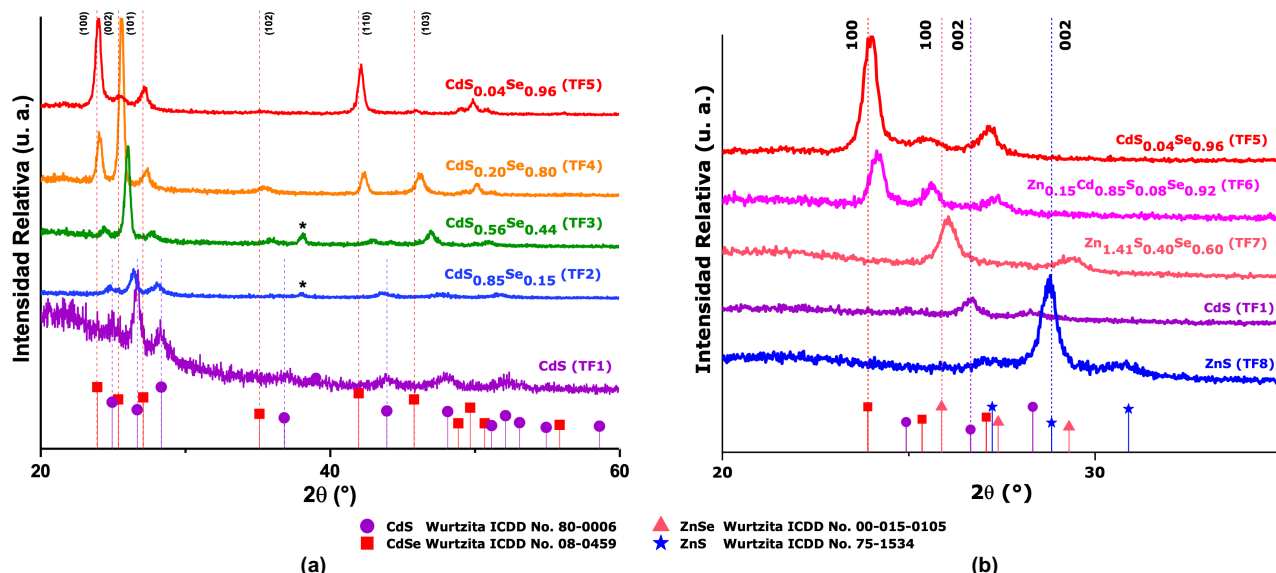 (100)
(002)
(101)
(102)
(110)
(103)
Intensidad Relativa (u. a.)
CdS0.04Se0.96 (TF5)
CdS0.20Se0.80 (TF4)
*
CdS0.56Se0.44 (TF3)
*
CdS0.85Se0.15 (TF2)
CdS (TF1)
20 40 60
2θ (°)
(a)
100
100
002
002
Intensidad Relativa (u. a.)
CdS0.04Se0.96 (TF5)
Zn0.15Cd0.85S0.08Se0.92 (TF6)
Zn1.41S0.40Se0.60 (TF7)
CdS (TF1)
ZnS (TF8)
20 30
2θ (°)
(b)
CdS Wurtzita ICDD No. 80-0006
CdSe Wurtzita ICDD No. 08-0459
ZnSe Wurtzita ICDD No. 00-015-0105
ZnS Wurtzita ICDD No. 75-1534